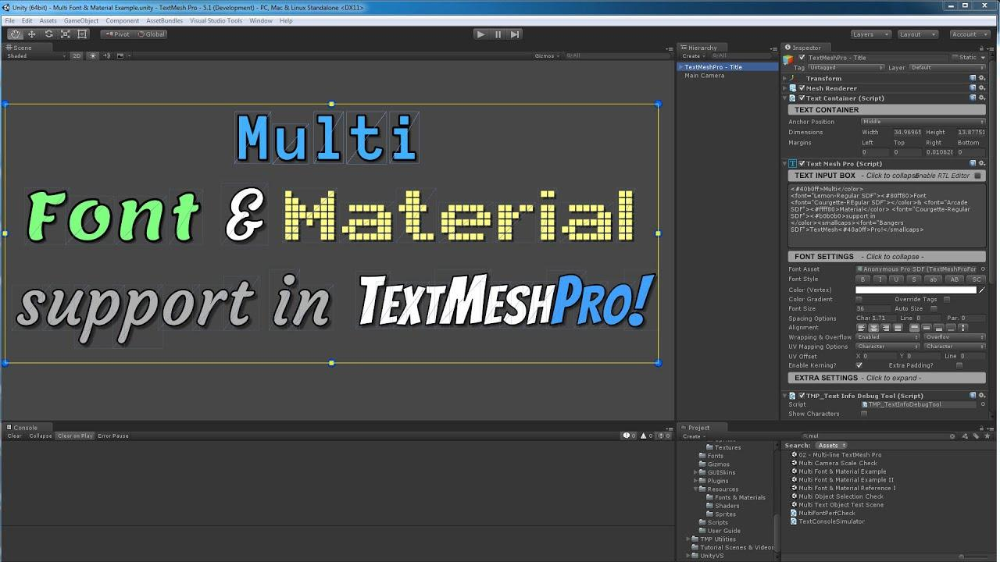 Unity (64bit) - Multi Font & Material Example.unity - TextMesh Pro - 5.1 (Development) - PC, Mac & Linux Standalone <DX11>
File Edit Assets GameObject Component AssetBundles Visual Studio Tools Window Help
Pivot Global Layers Layout Account
Scene
Shaded 2D Gizmos All
Multi
Font & Material
support in TextMeshPro!
Console
Clear Collapse Clear on Play Error Pause 0 0 0
Hierarchy
Create All
TextMeshPro - Title
Main Camera
Inspector
TextMeshPro - Title Static
Tag Untagged Layer Default
Transform
Mesh Renderer
Text Container (Script)
TEXT CONTAINER
Anchor Position Middle
Dimensions Width 34.96965 Height 13.87751
Margins Left Top Right Bottom
0 0 0.010628 0
Text Mesh Pro (Script)
TEXT INPUT BOX - Click to collapse Enable RTL Editor
<#40b0ff>Multi</color>
<font="Lemon-Regular SDF"><#80ff80>Font
<font="Courgette-REgular SDF"></color>& <font="Arcade
SDF"><#ffff80>Material</color> <font="Courgette-Regular
SDF"><#b0b0b0>support in
</color><smallcaps><font="Bangers
SDF">TextMesh<#40a0ff>Pro!</smallcaps>
FONT SETTINGS - Click to collapse -
Font Asset Anonymous Pro SDF (TextMeshProFor
Font Style B I U S ab AB SC
Color (Vertex)
Color Gradient Override Tags
Font Size 36 Auto Size
Spacing Options Char 1.71 Line 0 Par. 0
Alignment
Wrapping & Overflow Enabled Overflow
UV Mapping Options Character Character
UV Offset X 0 Y 0 Line 0
Enable Kerning? Extra Padding?
EXTRA SETTINGS - Click to expand -
TMP_Text Info Debug Tool (Script)
Script TMP_TextInfoDebugTool
Show Characters
Project
Create mul
Textures
Fonts
Gizmos
GUISkins
Plugins
Resources
Fonts & Materials
Shaders
Sprites
Scripts
User Guide
TMP Utilities
Tutorial Scenes & Videos
UnityVS
Search: Assets
02 - Multi-line TextMesh Pro
Multi Camera Scale Check
Multi Font & Material Example
Multi Font & Material Example II
Multi Font & Material Reference I
Multi Object Selection Check
Multi Text Object Test Scene
MultiFontPerfCheck
TextConsoleSimulator